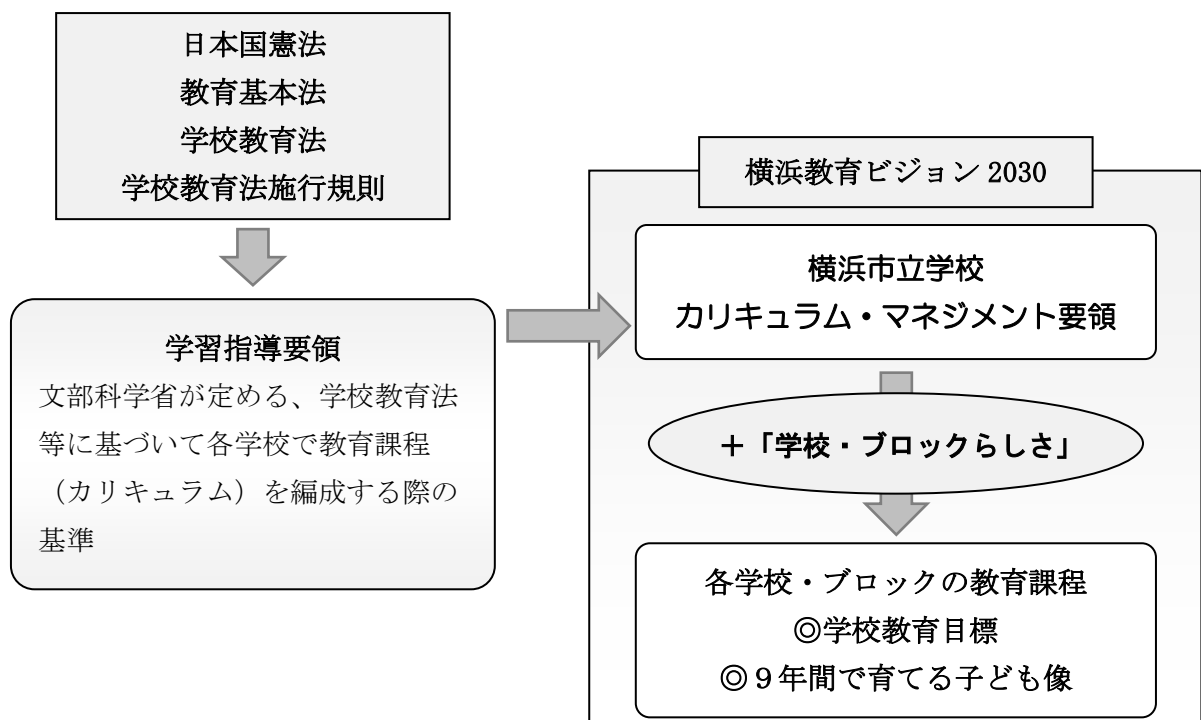 日本国憲法
教育基本法
学校教育法
学校教育法施行規則
学習指導要領
文部科学省が定める、学校教育法
等に基づいて各学校で教育課程
（カリキュラム）を編成する際の
基準
横浜教育ビジョン 2030
横浜市立学校
カリキュラム・マネジメント要領
＋「学校・ブロックらしさ」
各学校・ブロックの教育課程
◎学校教育目標
◎９年間で育てる子ども像